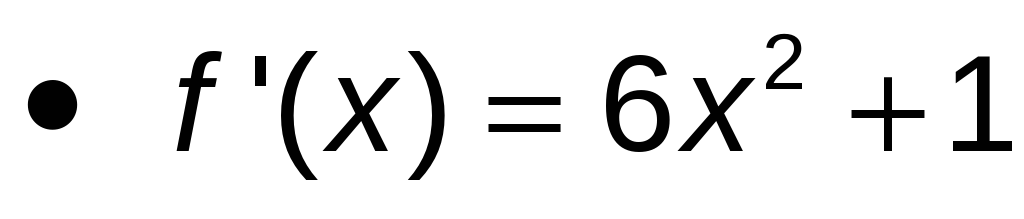 • f '(x) = 6x² + 1